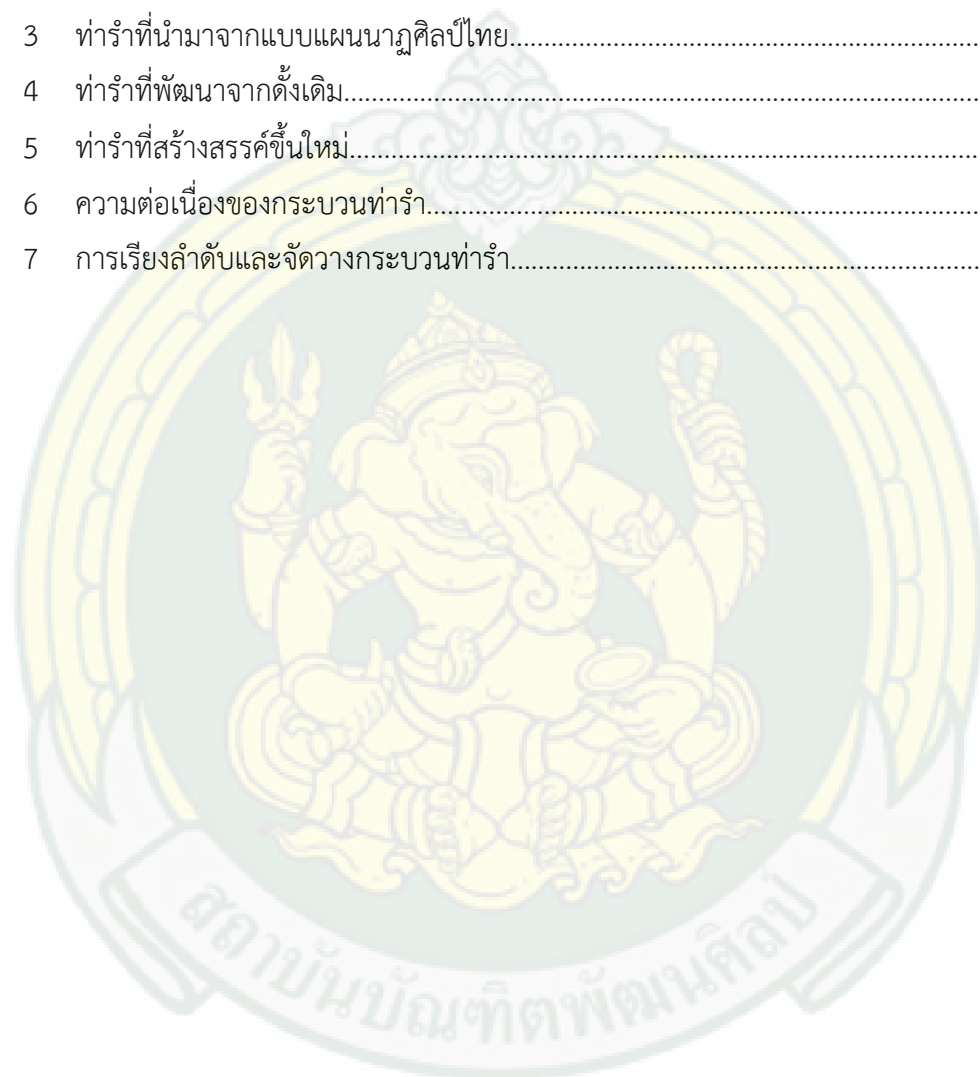 3 ท่ารำที่นำมาจากแบบแผนนาฏศิลป์ไทย
4 ท่ารำที่พัฒนาจากดั้งเดิม
5 ท่ารำที่สร้างสรรค์ขึ้นใหม่
6 ความต่อเนื่องของกระบวนท่ารำ
7 การเรียงลำดับและจัดวางกระบวนท่ารำ
สถาบันบัณฑิตพัฒนศิลป์